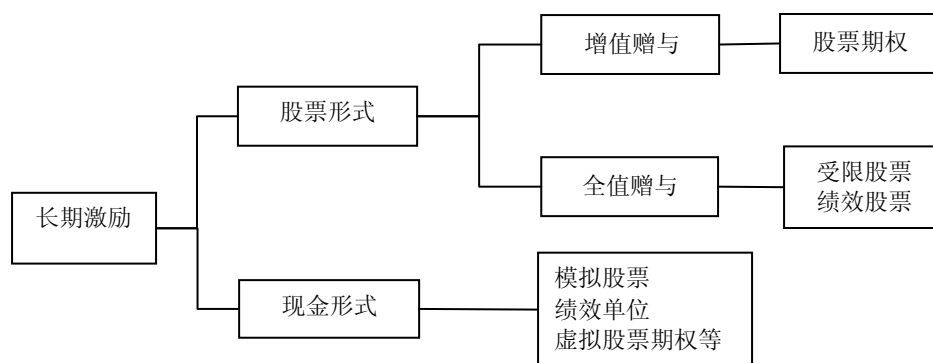 增值赠与
股票期权
股票形式
全值赠与
受限股票
绩效股票
长期激励
现金形式
模拟股票
绩效单位
虚拟股票期权等